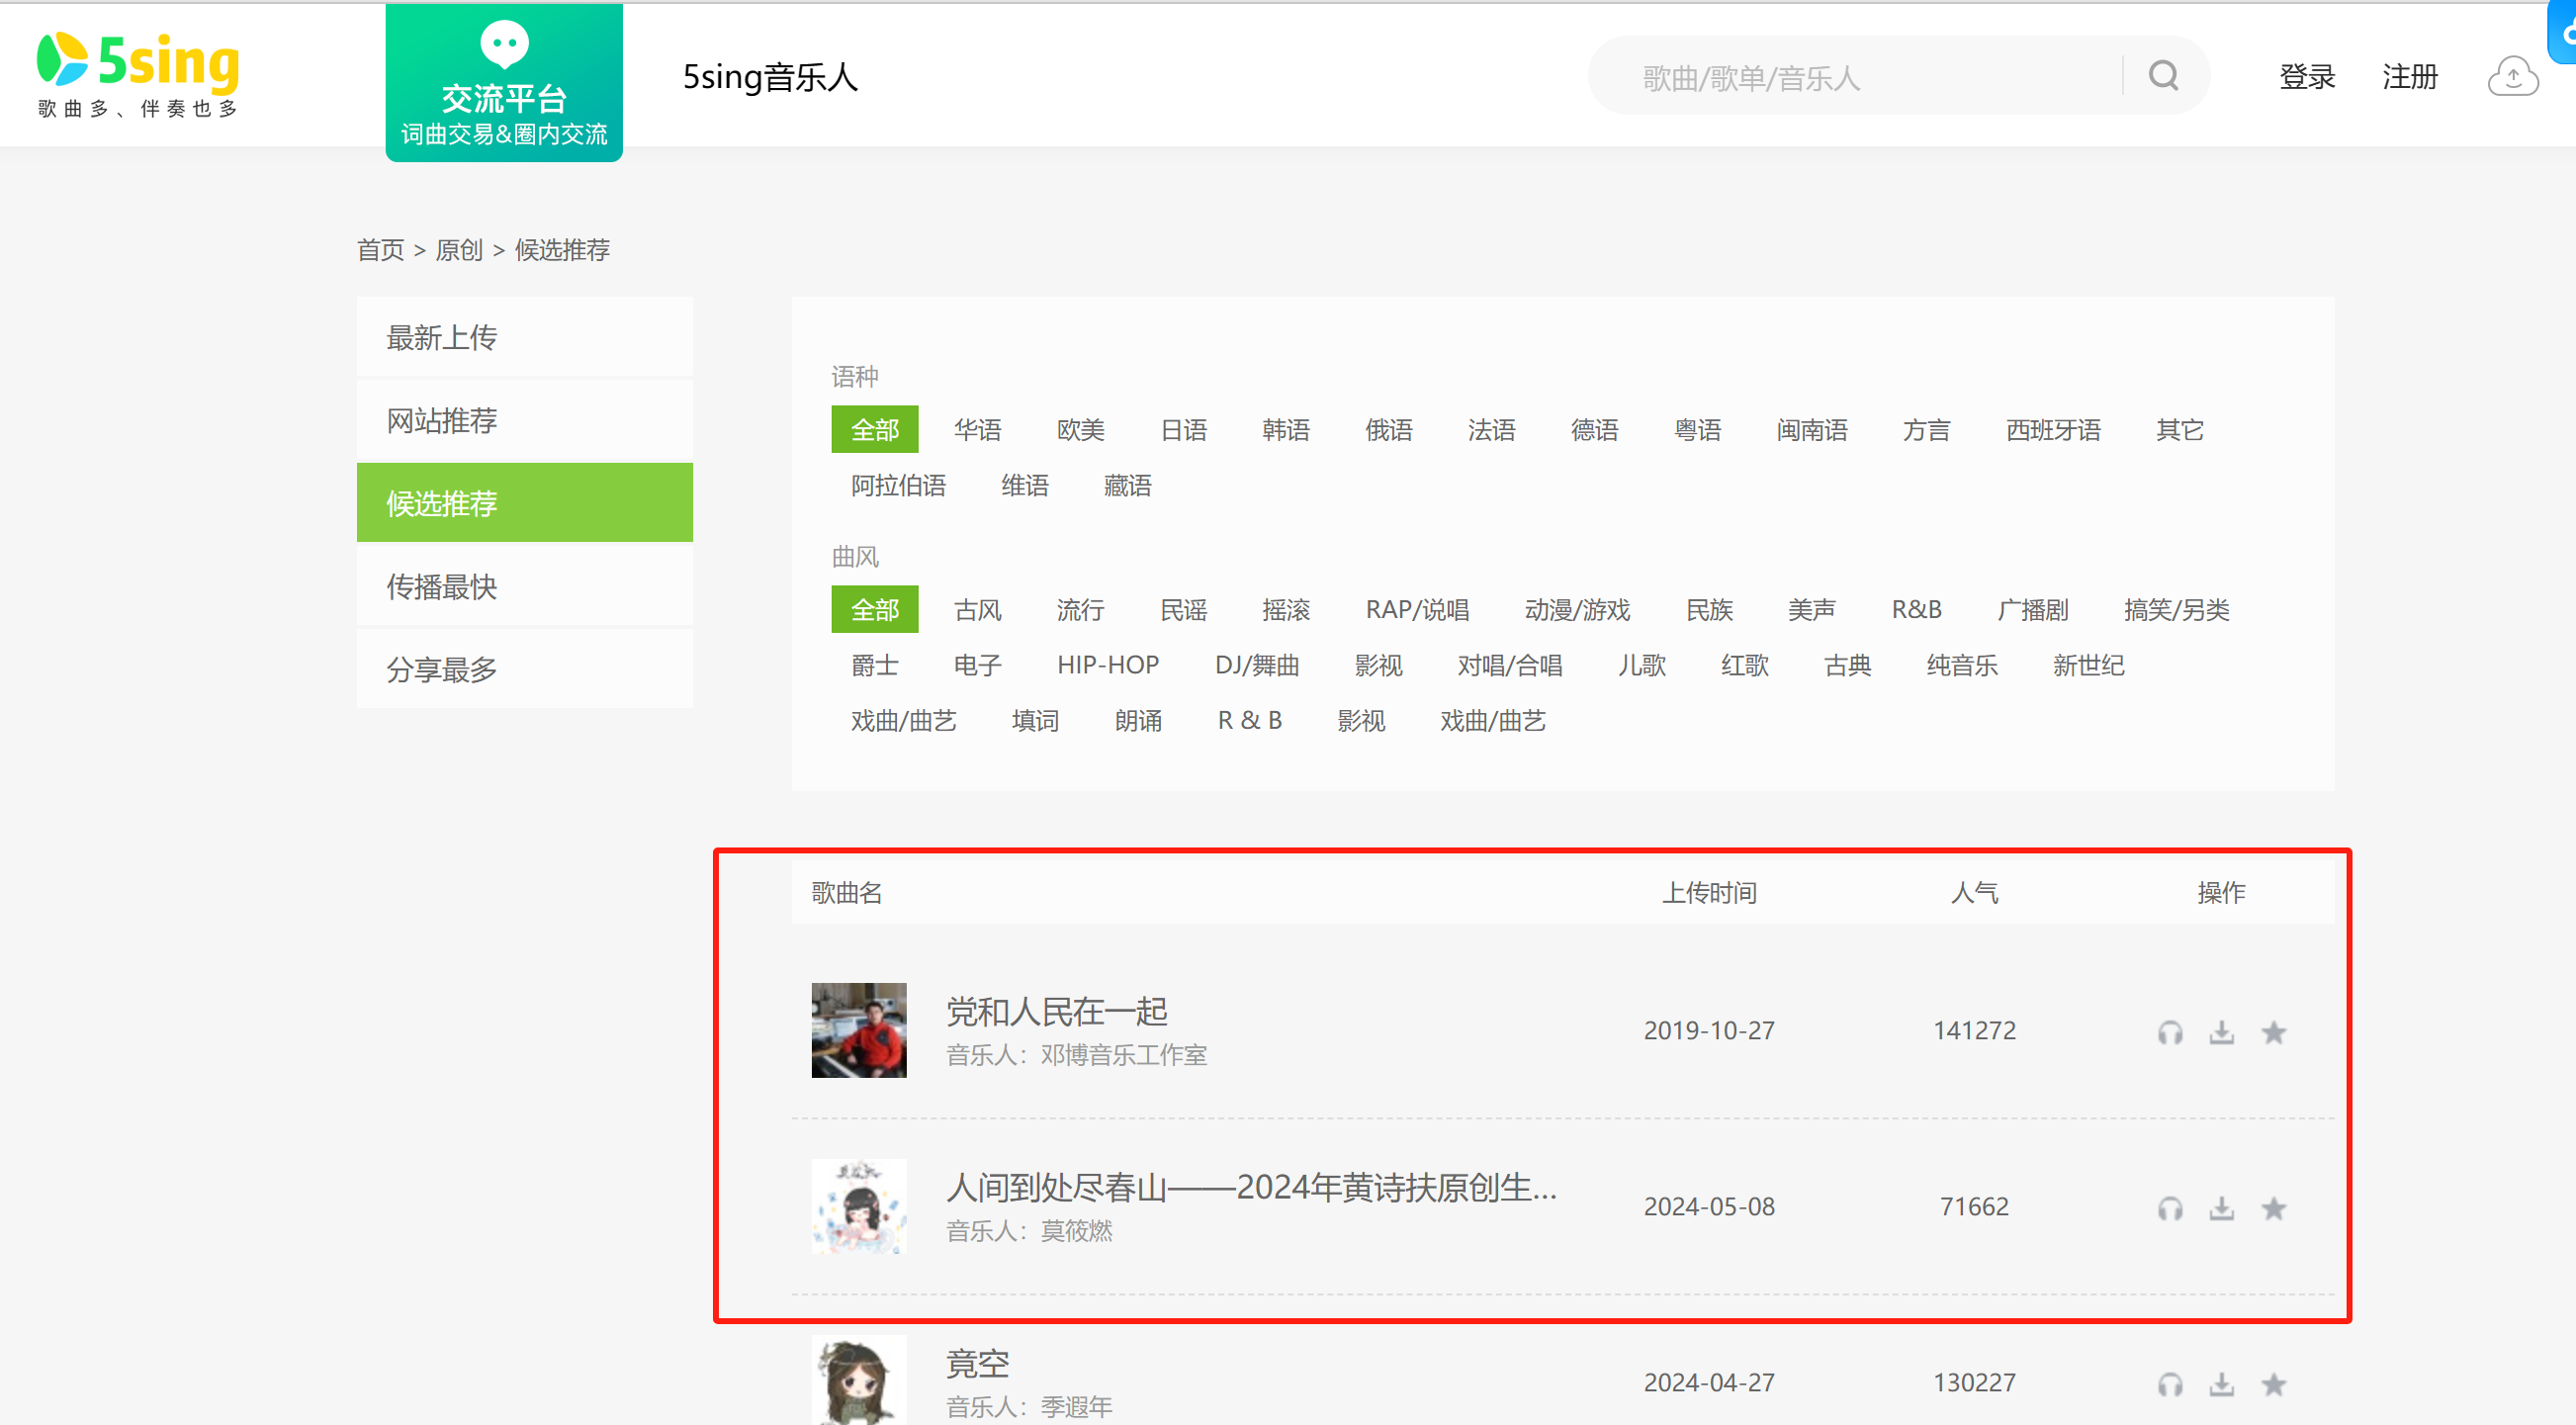 5sing
歌曲多、伴奏也多
交流平台
词曲交易&圈内交流
5sing音乐人
歌曲/歌单/音乐人
登录 注册
首页 > 原创 > 候选推荐
最新上传
网站推荐
候选推荐
传播最快
分享最多
语种
全部 华语 欧美 日语 韩语 俄语 法语 德语 粤语 闽南语 方言 西班牙语 其它
阿拉伯语 维语 藏语
曲风
全部 古风 流行 民谣 摇滚 RAP/说唱 动漫/游戏 民族 美声 R&B 广播剧 搞笑/另类
爵士 电子 HIP-HOP DJ/舞曲 影视 对唱/合唱 儿歌 红歌 古典 纯音乐 新世纪
戏曲/曲艺 填词 朗诵 R & B 影视 戏曲/曲艺
歌曲名 上传时间 人气 操作
党和人民在一起
音乐人：邓博音乐工作室
2019-10-27 141272
人间到处尽春山——2024年黄诗扶原创生...
音乐人：莫筱燃
2024-05-08 71662
竟空
音乐人：季遐年
2024-04-27 130227